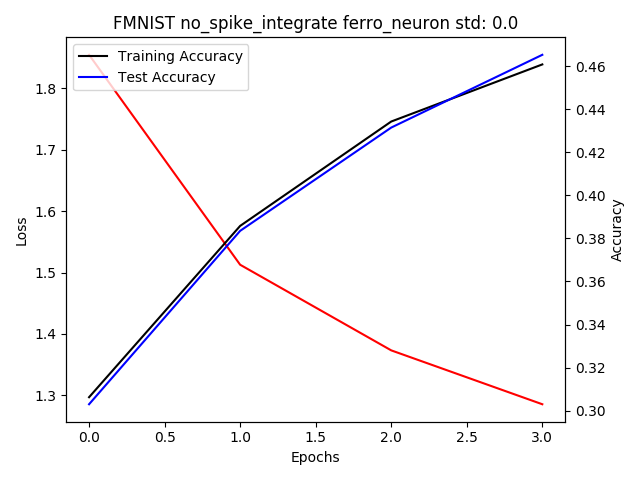 FMNIST no_spike_integrate ferro_neuron std: 0.0
Training Accuracy
Test Accuracy
Loss
1.8
1.7
1.6
1.5
1.4
1.3
0.46
0.44
0.42
0.40
0.38
0.36
0.34
0.32
0.30
Accuracy
0.0 0.5 1.0 1.5 2.0 2.5 3.0
Epochs